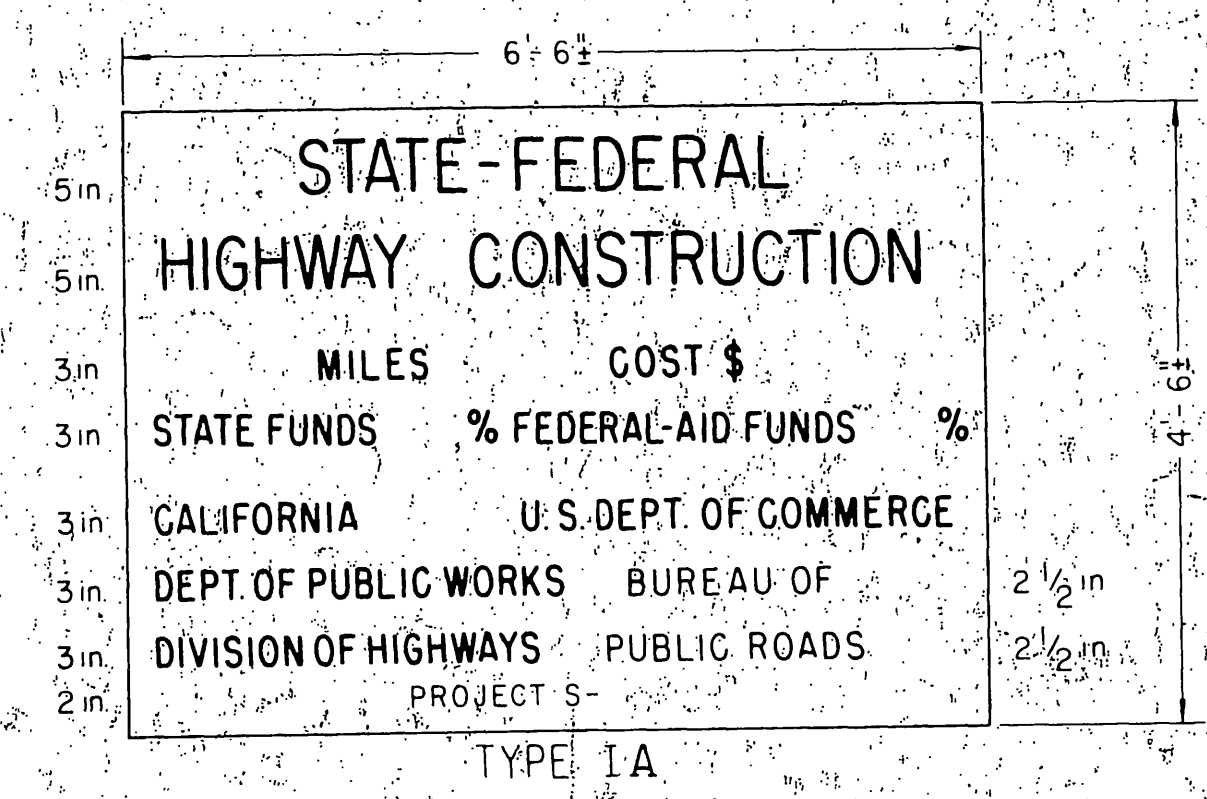 6'- 6"±
5 in. STATE-FEDERAL
5 in. HIGHWAY CONSTRUCTION
3 in MILES COST $
3 in STATE FUNDS % FEDERAL-AID FUNDS %
3 in CALIFORNIA U.S. DEPT. OF COMMERCE
3 in. DEPT. OF PUBLIC WORKS BUREAU OF 2 1/2 in
3 in. DIVISION OF HIGHWAYS PUBLIC ROADS 2 1/2 in
2 in. PROJECT S-
4'- 6"±
TYPE 1A